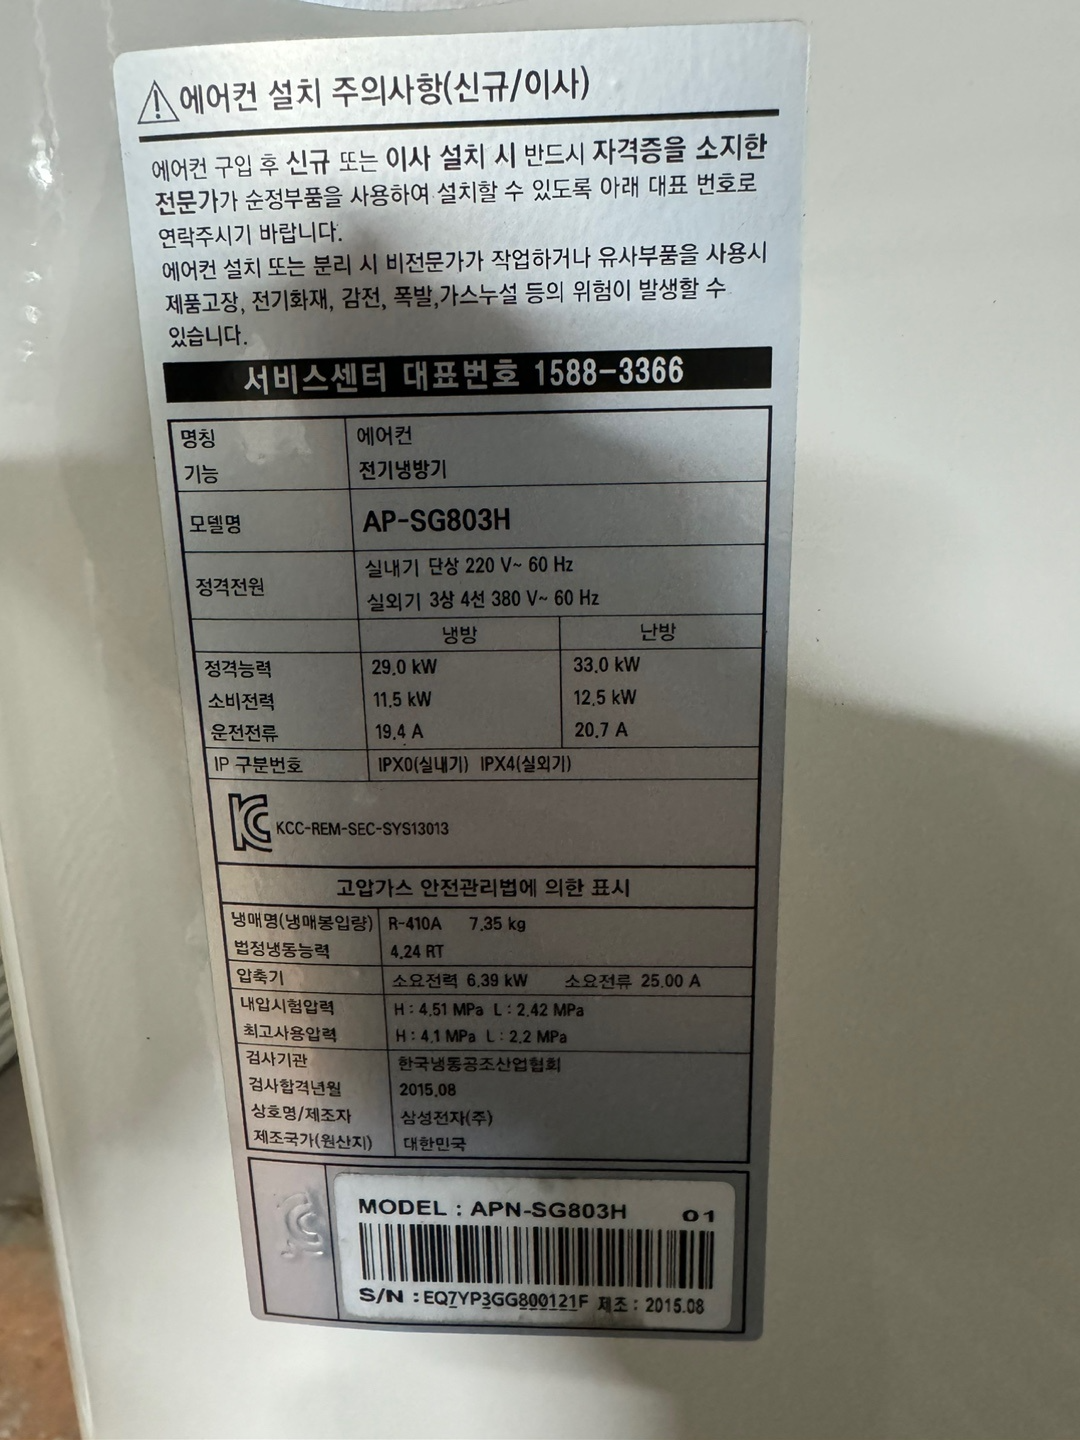 에어컨 설치 주의사항(신규/이사)
에어컨 구입 후 신규 또는 이사 설치 시 반드시 자격증을 소지한
전문가가 순정부품을 사용하여 설치할 수 있도록 아래 대표 번호로
연락주시기 바랍니다.
에어컨 설치 또는 분리 시 비전문가가 작업하거나 유사부품을 사용시
제품고장, 전기화재, 감전, 폭발,가스누설 등의 위험이 발생할 수
있습니다.
서비스센터 대표번호 1588-3366
명칭 에어컨
기능 전기냉방기
모델명 AP-SG803H
정격전원 실내기 단상 220 V~ 60 Hz
실외기 3상 4선 380 V~ 60 Hz
냉방 난방
정격능력 29.0 kW 33.0 kW
소비전력 11.5 kW 12.5 kW
운전전류 19.4 A 20.7 A
IP 구분번호 IPX0(실내기) IPX4(실외기)
KCC-REM-SEC-SYS13013
고압가스 안전관리법에 의한 표시
냉매명(냉매봉입량) R-410A 7.35 kg
법정냉동능력 4.24 RT
압축기 소요전력 6.39 kW 소요전류 25.00 A
내압시험압력 H : 4.51 MPa L : 2.42 MPa
최고사용압력 H : 4.1 MPa L : 2.2 MPa
검사기관 한국냉동공조산업협회
검사합격년월 2015.08
상호명/제조자 삼성전자(주)
제조국가(원산지) 대한민국
MODEL : APN-SG803H 01
S/N : EQ7YP3GG800121F 제조 : 2015.08